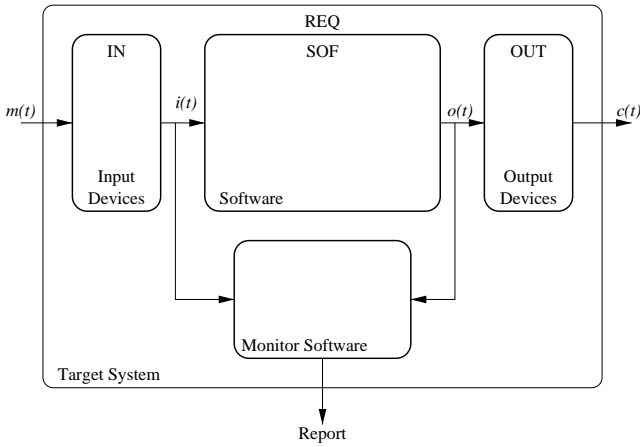 REQ
IN
SOF
OUT
m(t)
i(t)
o(t)
c(t)
Input
Devices
Software
Output
Devices
Monitor Software
Target System
Report